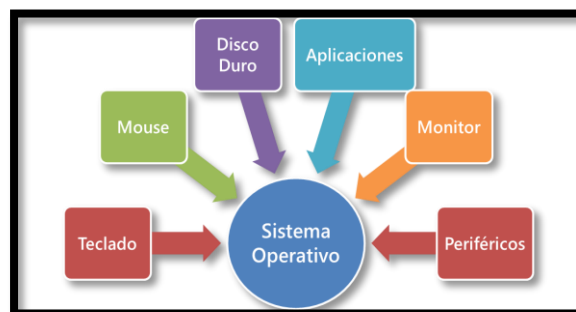 Disco
Duro
Aplicaciones
Mouse
Monitor
Teclado
Sistema
Operativo
Periféricos